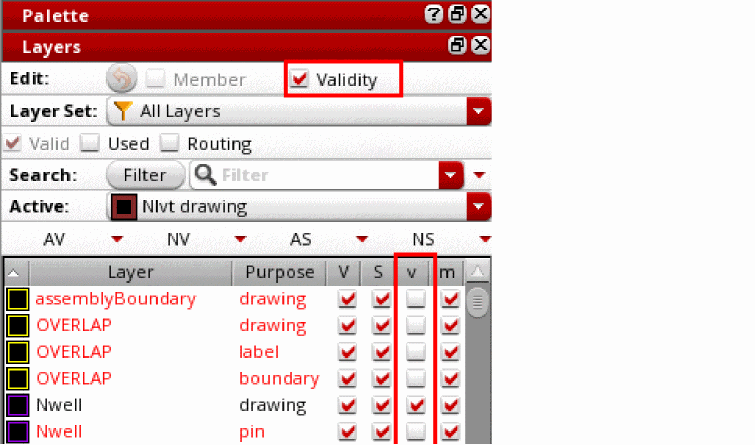 Palette
Layers
Edit: Member Validity
Layer Set: All Layers
Valid Used Routing
Search: Filter Filter
Active: Nlvt drawing
AV NV AS NS
Layer Purpose V S v m
assemblyBoundary drawing
OVERLAP drawing
OVERLAP label
OVERLAP boundary
Nwell drawing
Nwell pin